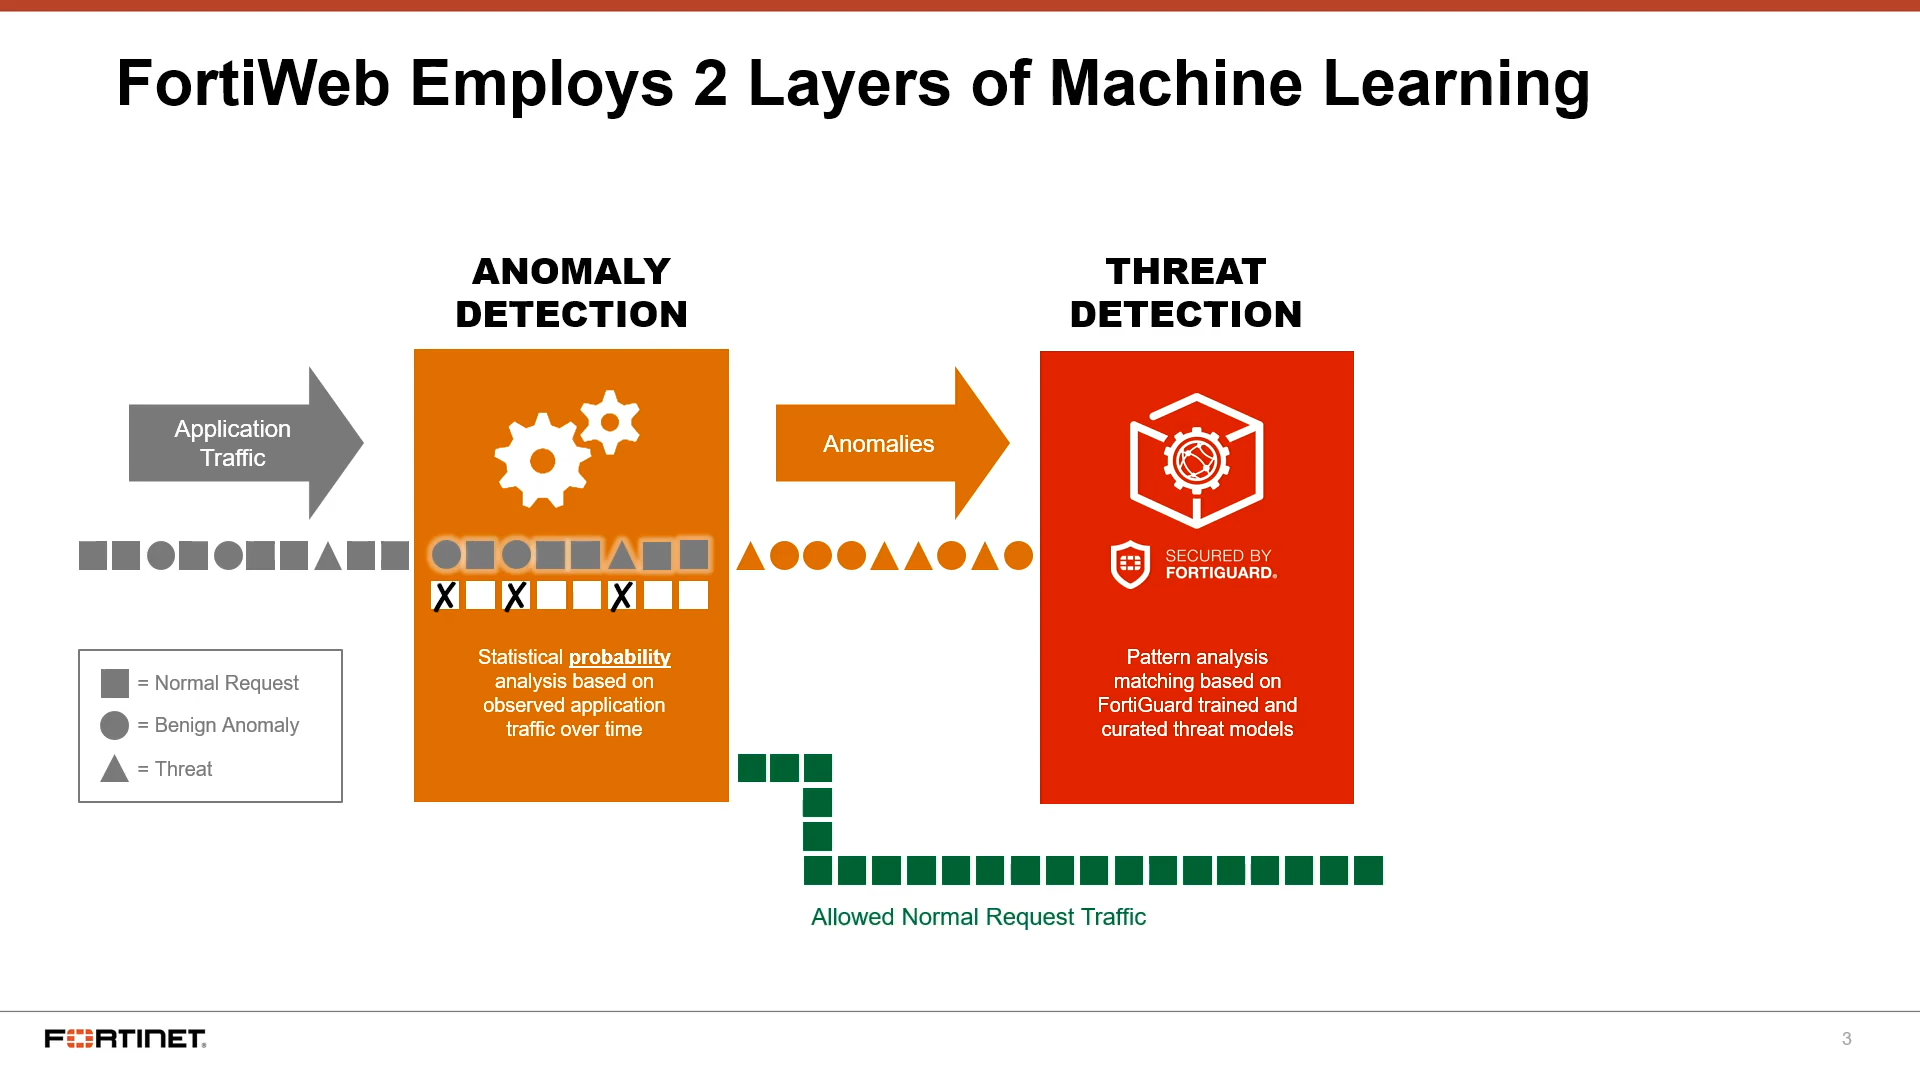 FortiWeb Employs 2 Layers of Machine Learning
ANOMALY
DETECTION
THREAT
DETECTION
Application
Traffic
Anomalies
SECURED BY
FORTIGUARD®
= Normal Request
= Benign Anomaly
= Threat
Statistical probability
analysis based on
observed application
traffic over time
Pattern analysis
matching based on
FortiGuard trained and
curated threat models
Allowed Normal Request Traffic
FORTINET®
3